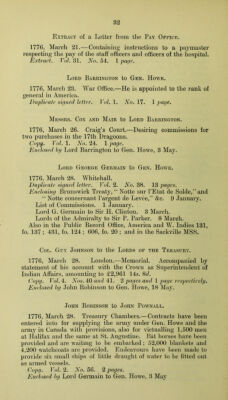 32
Extract of a Letter from the Pay Office.
1776, March 21.—Containing instructions to a paymaster
respecting the pay of the staff officers and officers of the hospital.
Extract. Vol. 31. No. 54. 1 page.
Lord Barrington to Gen. Howe.
1776, March 23. War Office.—He is appointed to the rank of
general in America.
Duplicate signed letter. Vol. 1. No. 17. 1 page.
Messrs. Cox and Mair to Lord Barrington.
1776, March 26. Craig's Court.—Desiring commissions for
two purchases in the 17th Dragoons.
Copy. Vol. 1. No. 24. 1 page.
Enclosed by Lord Barrington to Gen. Howe, 3 May.
Lord George Germain to Gen. Howe.
1776, March 28. Whitehall.
Duplicate signed letter. Vol. 2. No. 38. 13 pages.
Enclosing Brunswick Treaty, "Notte sur l'Etat de Solde," and
"Notte concernant l'argent de Levée," &c. 9 January.
List of Commissions. 1 January.
Lord G. Germain to Sir H. Clinton. 3 March.
Lords of the Admiralty to Sir P. Parker. 8 March.
Also in the Public Record Office, America and W. Indies 131,
fo. 137; 431, fo. 124; 606, fo. 20; and in the Sackville MSS.
Col. Guy Johnson to the Lords of the Treasury.
1776, March 28. London.—Memorial. Accompanied by
statement of his account with the Crown as Superintendent of
Indian Affairs, amounting to £2,961 14s. 8d.
Copy. Vol. 4. Nos. 40 and 41. 2 pages and 1 page respectively.
Enclosed by John Robinson to Gen. Howe, 18 May.
John Robinson to John Pownall.
1776, March 28. Treasury Chambers.—Contracts have been
entered into for supplying the army under Gen. Howe and the
army in Canada with provisions, also for victualling 1,500 men
at Halifax and the same at St. Augustine. Bât horses have been
provided and are waiting to be embarked; 52,000 blankets and
4,200 watchcoats are provided. Endeavours have been made to
provide six small ships of little draught of water to be fitted out
as armed vessels.
Copy. Vol. 2. No. 56. 2 pages.
Enclosed by Lord Germain to Gen. Howe, 3 May